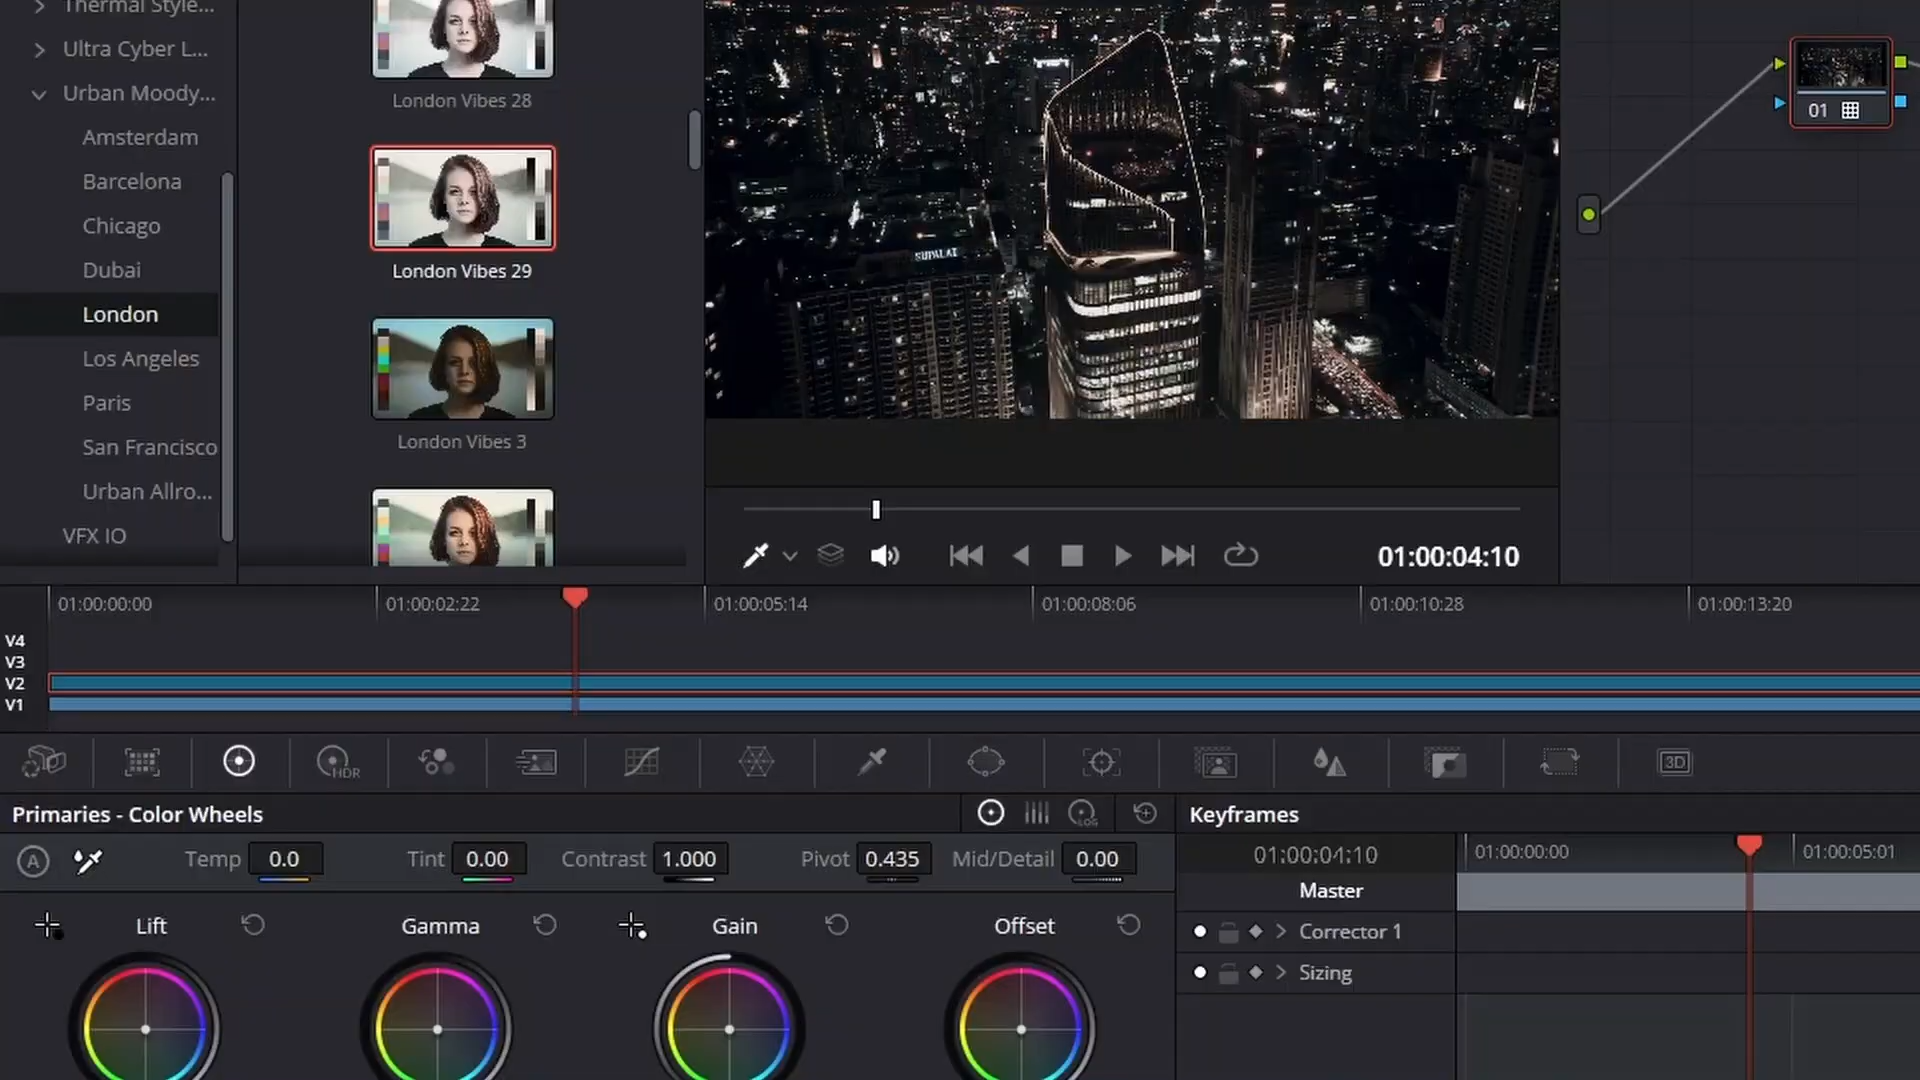 Thermal Style...
Ultra Cyber L...
Urban Moody...
Amsterdam
Barcelona
Chicago
Dubai
London
Los Angeles
Paris
San Francisco
Urban Allro...
VFX IO
London Vibes 28
London Vibes 29
London Vibes 3
SUPALAI
01
01:00:04:10
01:00:00:00
01:00:02:22
01:00:05:14
01:00:08:06
01:00:10:28
01:00:13:20
V4
V3
V2
V1
HDR
3D
Primaries - Color Wheels
LOG
A
Temp 0.0
Tint 0.00
Contrast 1.000
Pivot 0.435
Mid/Detail 0.00
Lift
Gamma
Gain
Offset
Keyframes
01:00:04:10
01:00:00:00
01:00:05:01
Master
Corrector 1
Sizing